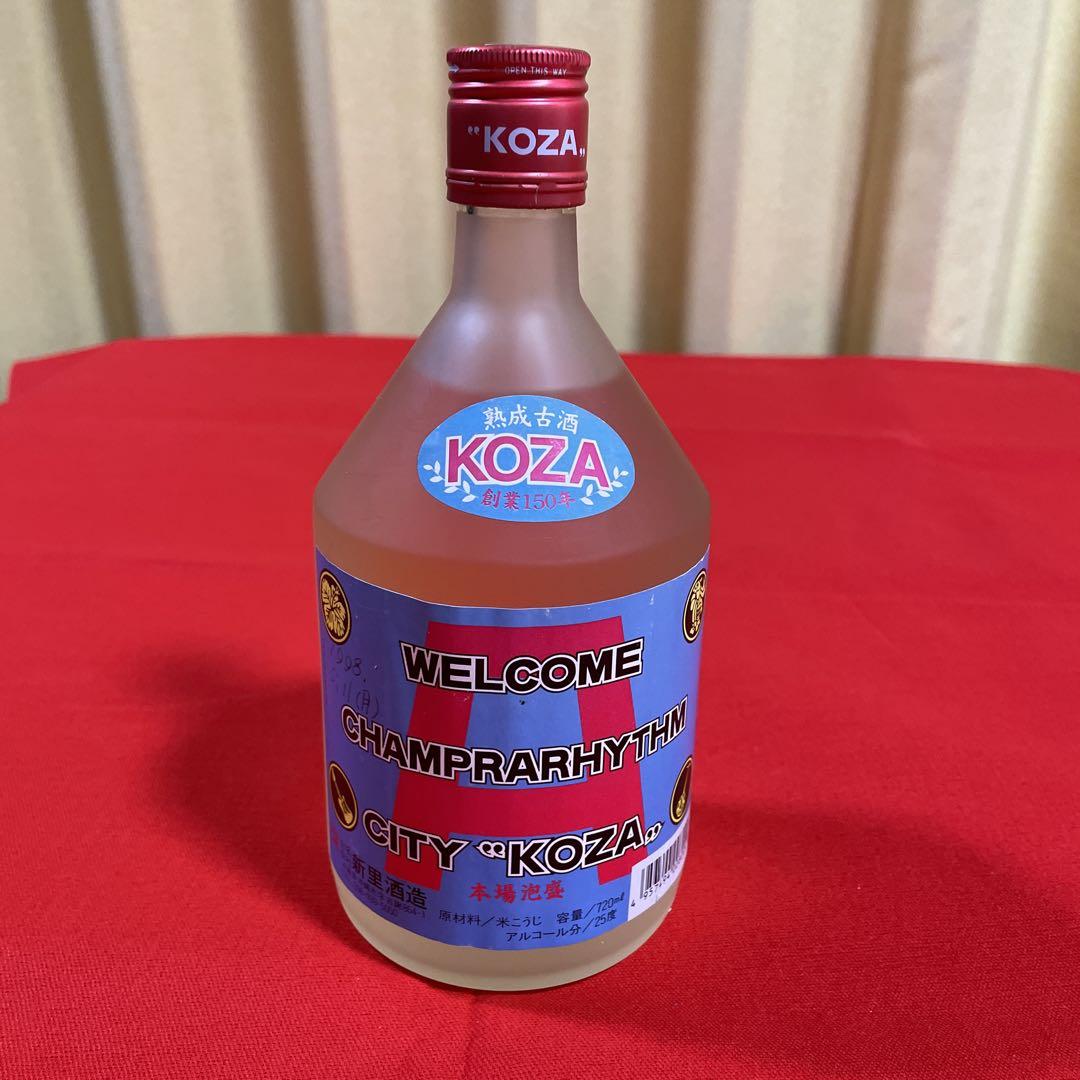 OPEN THIS WAY
"KOZA„
熟成古酒
KOZA
創業150年
1998.
(月)
WELCOME
CHAMPRARHYTHM
CITY "KOZA„
本場泡盛
新里酒造
原材料/米こうじ 容量/720mℓ
アルコール分/25度